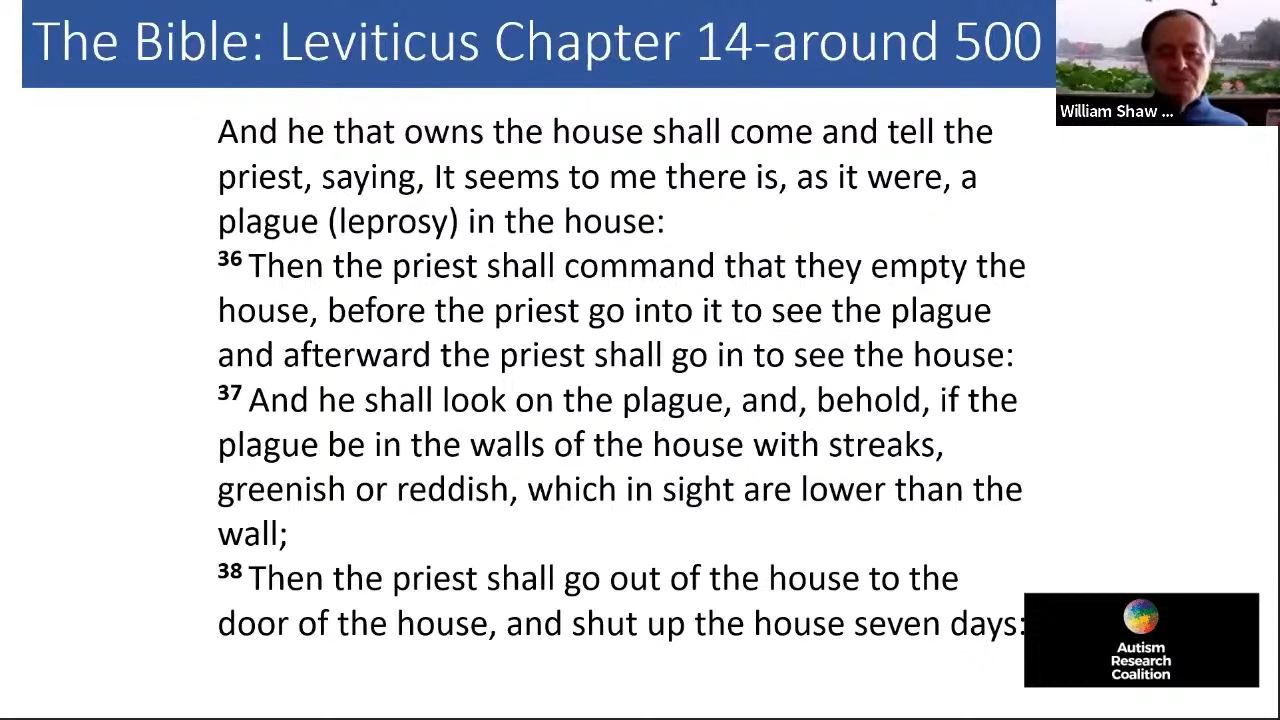 The Bible: Leviticus Chapter 14-around 500
William Shaw ...
And he that owns the house shall come and tell the
priest, saying, It seems to me there is, as it were, a
plague (leprosy) in the house:
36 Then the priest shall command that they empty the
house, before the priest go into it to see the plague
and afterward the priest shall go in to see the house:
37 And he shall look on the plague, and, behold, if the
plague be in the walls of the house with streaks,
greenish or reddish, which in sight are lower than the
wall;
38 Then the priest shall go out of the house to the
door of the house, and shut up the house seven days:
Autism
Research
Coalition